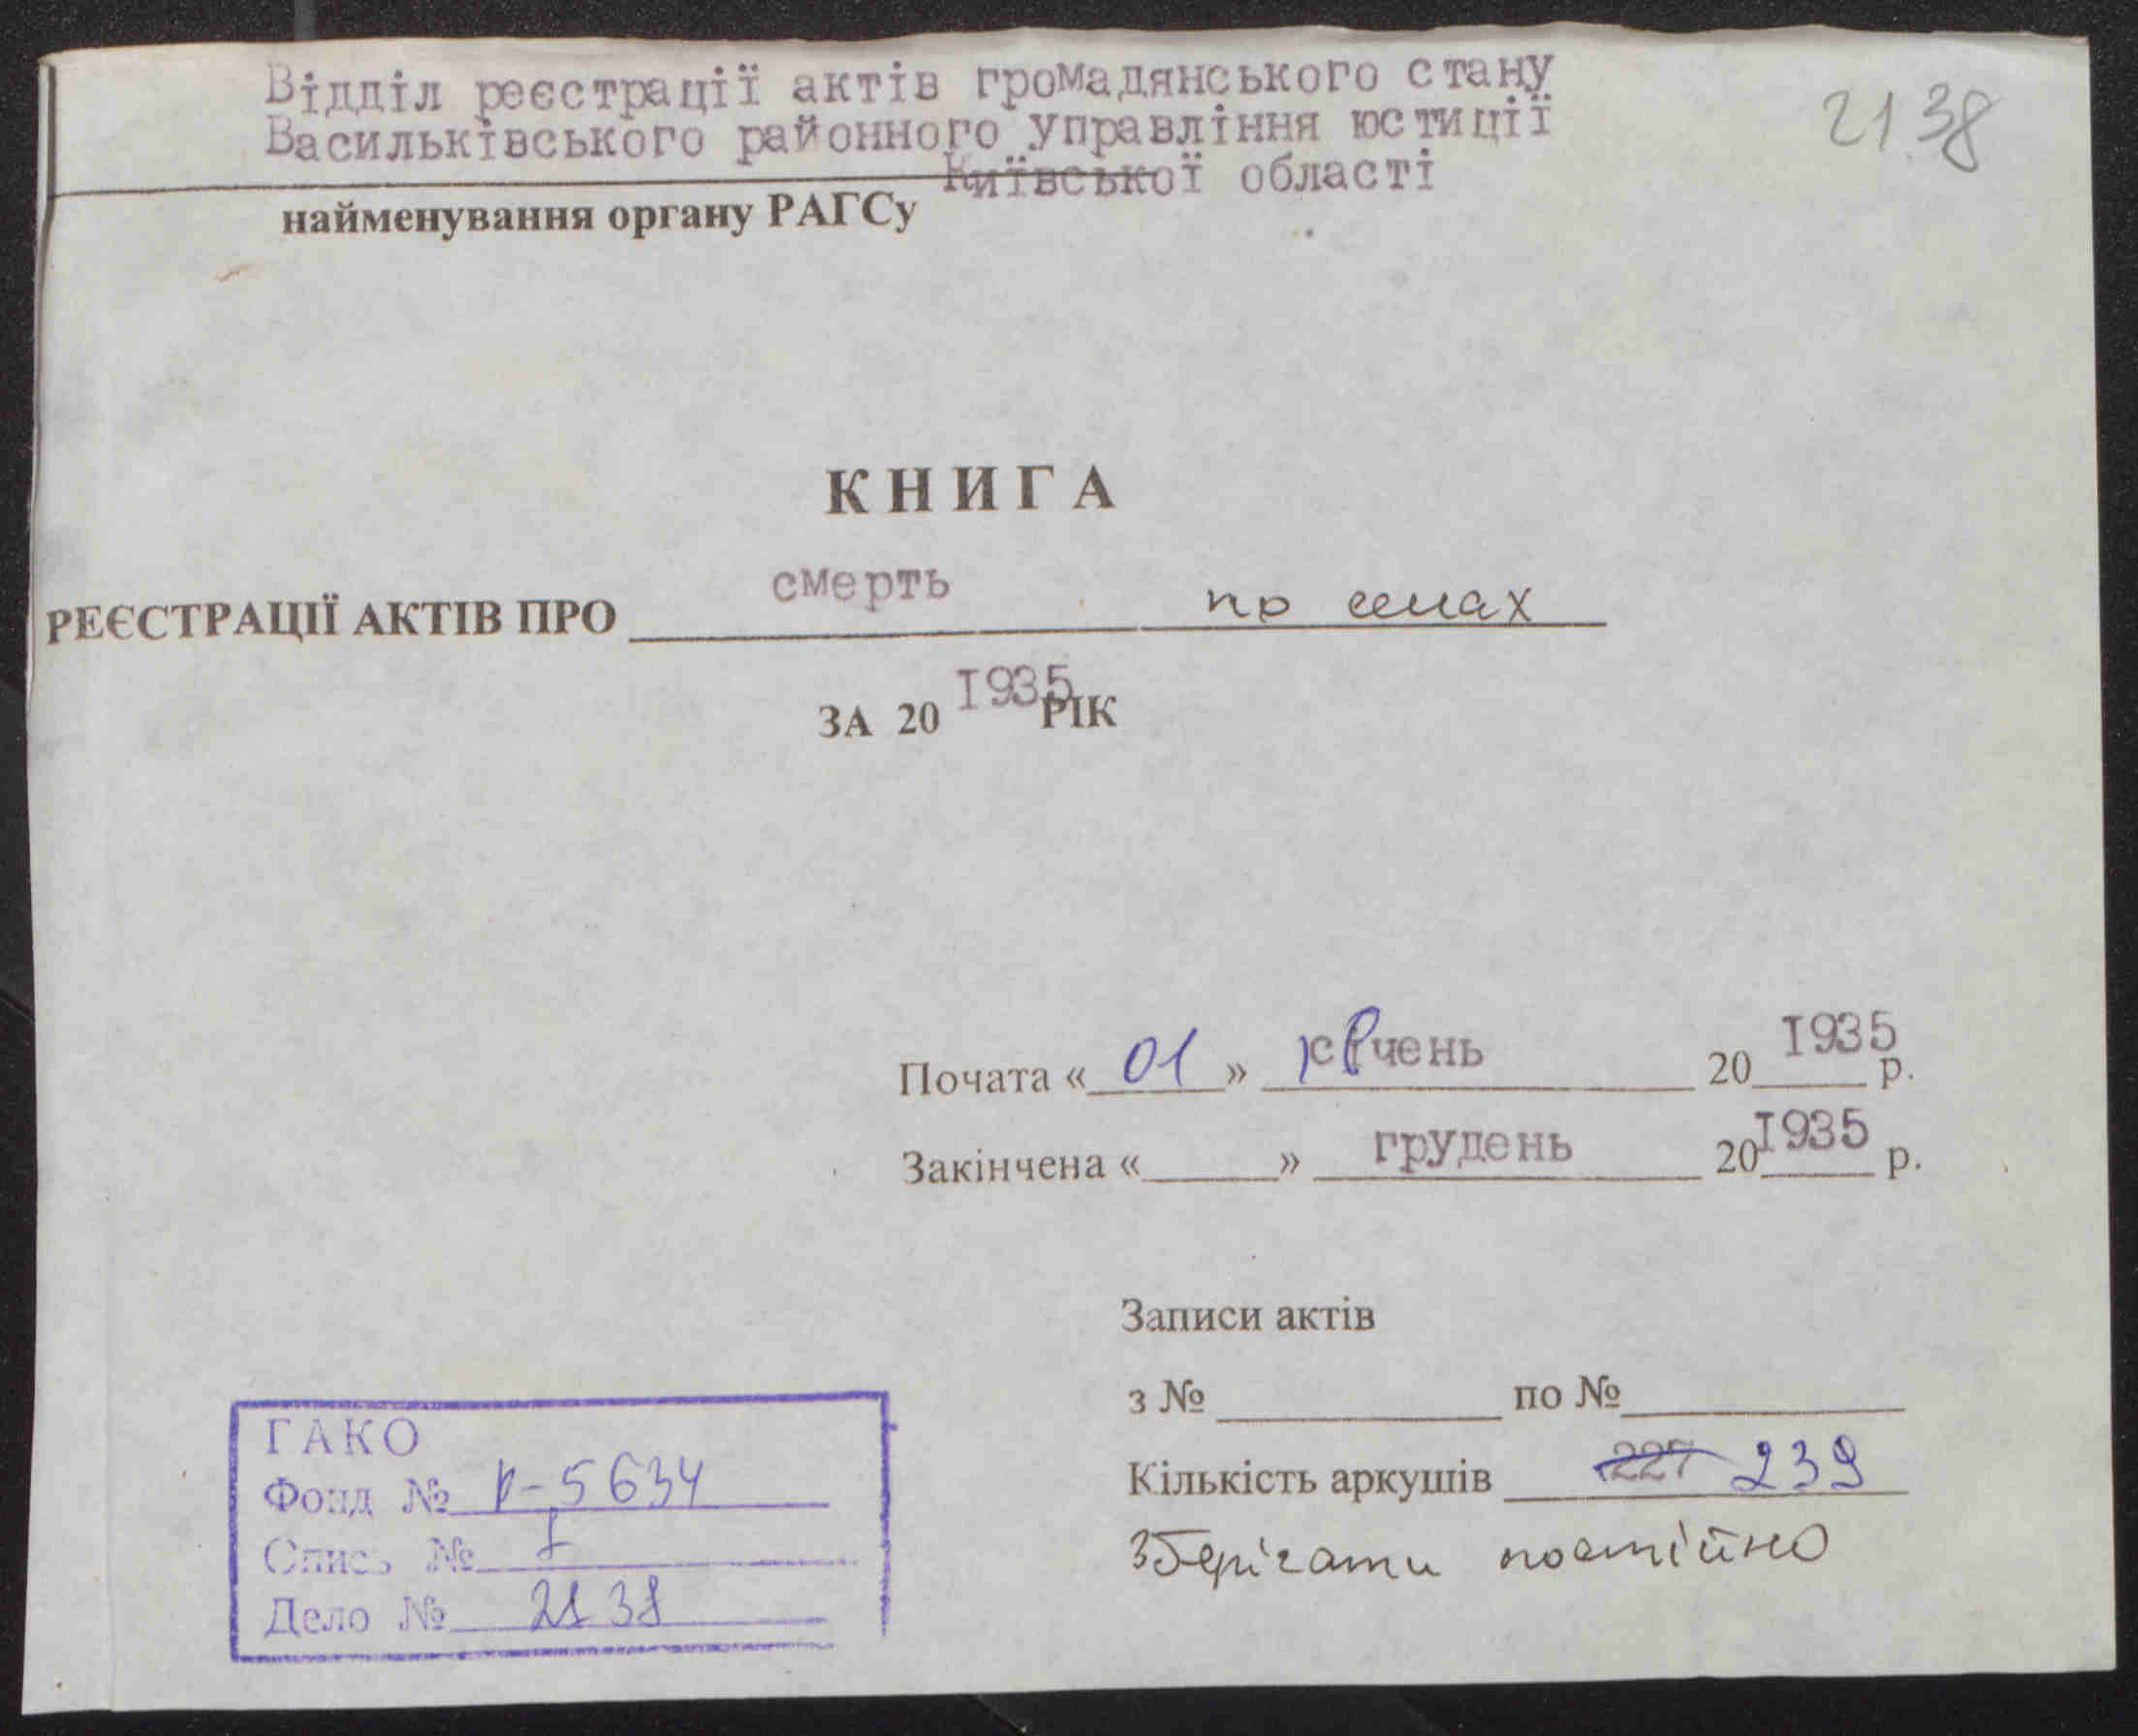 Відділ реєстрації актів громадянського стану
2138
Васильківського районного управління юстиції
Київської області
найменування органу РАГСу
КНИГА
РЕЄСТРАЦІЇ АКТІВ ПРО смерть по селах
ЗА 20 1935 РІК
Почата « 01 » січень 20 1935 р.
Закінчена « » грудень 20 1935 р.
Записи актів
з № по №
Кількість аркушів 227 239
Зберігати постійно
ГАКО
Фонд № Р-5634
Опись №
Дело № 2138